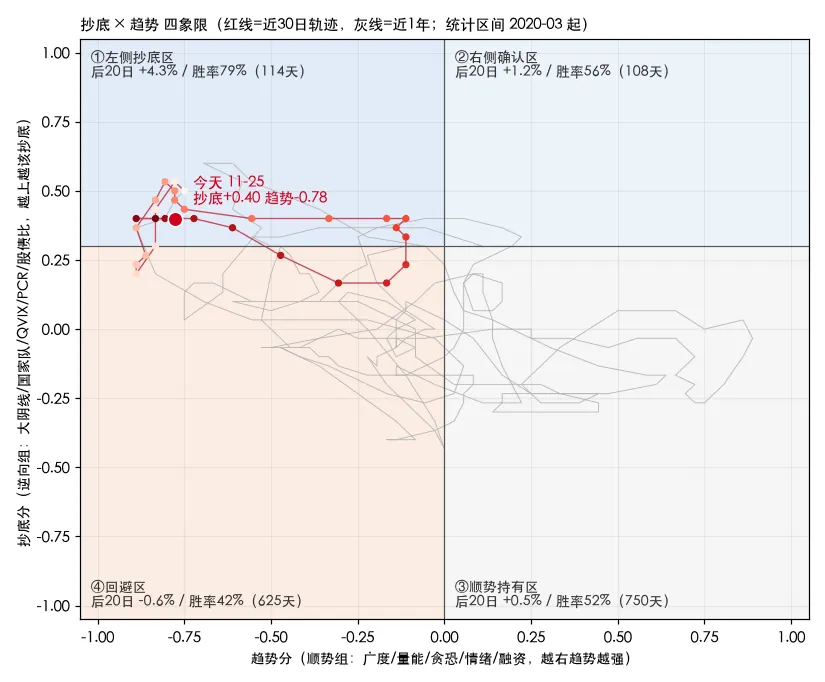 抄底 × 趋势 四象限（红线=近30日轨迹，灰线=近1年；统计区间 2020-03 起）
①左侧抄底区
后20日 +4.3% / 胜率79%（114天）
②右侧确认区
后20日 +1.2% / 胜率56%（108天）
今天 11-25
抄底+0.40 趋势-0.78
④回避区
后20日 -0.6% / 胜率42%（625天）
③顺势持有区
后20日 +0.5% / 胜率52%（750天）
抄底分（逆向组：大阴线/国家队/QVIX/PCR/股债比，越上越该抄底）
1.00
0.75
0.50
0.25
0.00
-0.25
-0.50
-0.75
-1.00
-1.00 -0.75 -0.50 -0.25 0.00 0.25 0.50 0.75 1.00
趋势分（顺势组：广度/量能/贪恐/情绪/融资，越右趋势越强）